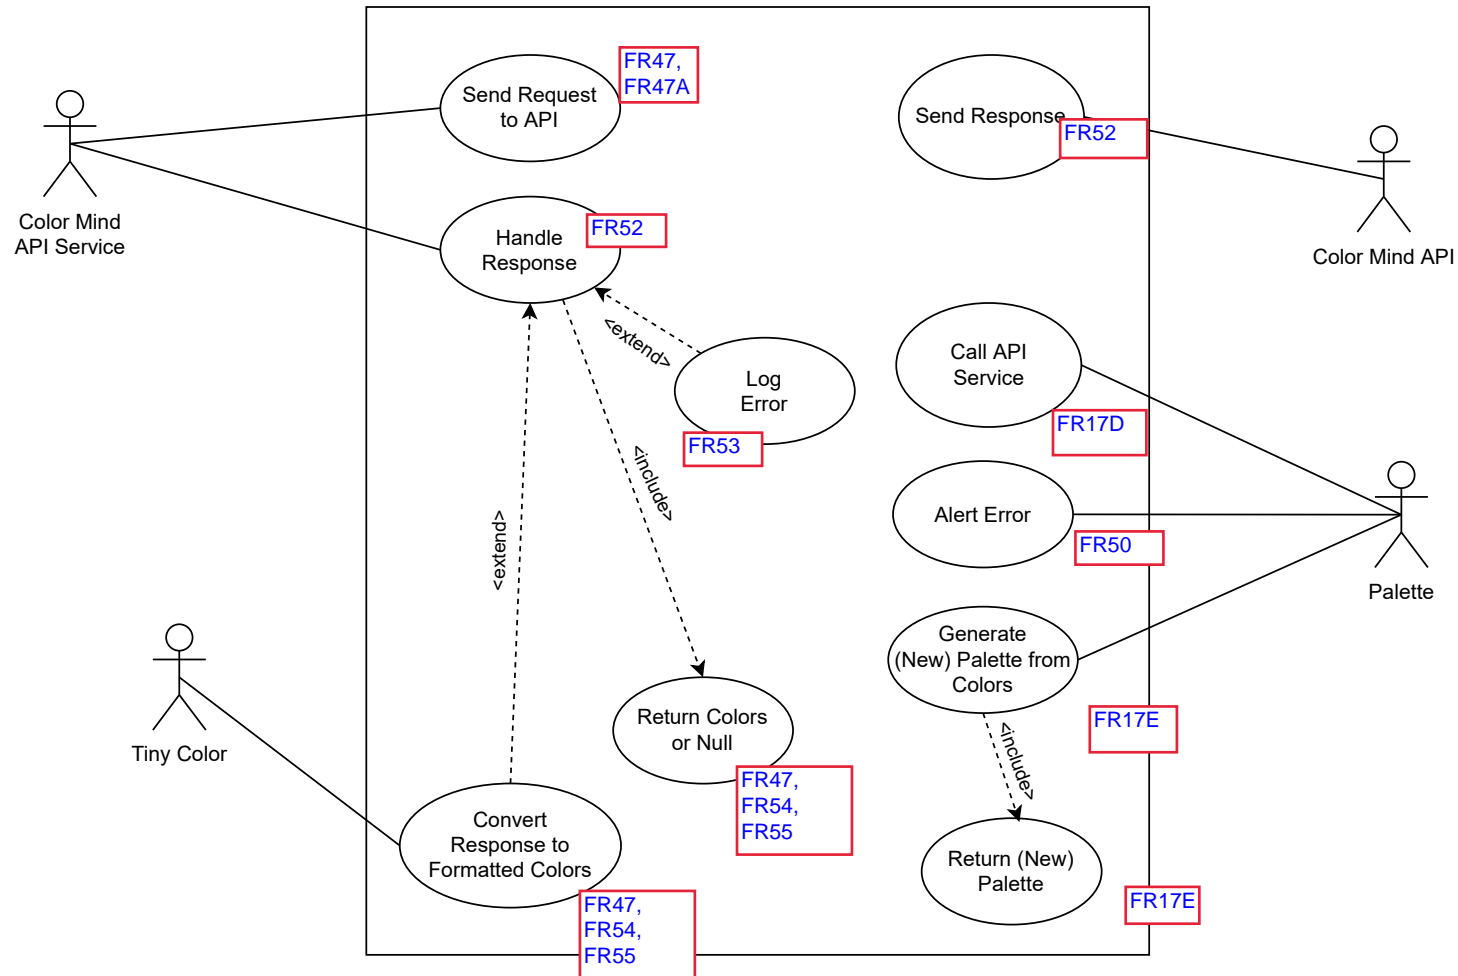 Send Request
to API
FR47,
FR47A
Send Response
FR52
Color Mind
API Service
Color Mind API
Handle
Response
FR52
<extend>
Log
Error
FR53
Call API
Service
FR17D
<include>
<extend>
Alert Error
FR50
Palette
Generate
(New) Palette from
Colors
FR17E
<include>
Tiny Color
Return Colors
or Null
FR47,
FR54,
FR55
Convert
Response to
Formatted Colors
FR47,
FR54,
FR55
Return (New)
Palette
FR17E